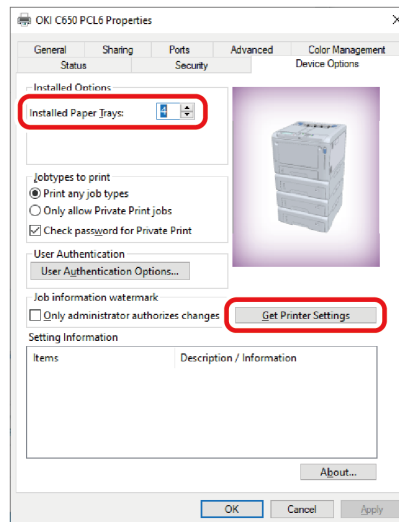 OKI C650 PCL6 Properties
General Sharing Ports Advanced Color Management
Status Security Device Options
Installed Options
Installed Paper Trays: 4
Jobtypes to print
Print any job types
Only allow Private Print jobs
Check password for Private Print
User Authentication
User Authentication Options...
Job information watermark
Only administrator authorizes changes
Get Printer Settings
Setting Information
Items Description / Information
About...
OK Cancel Apply